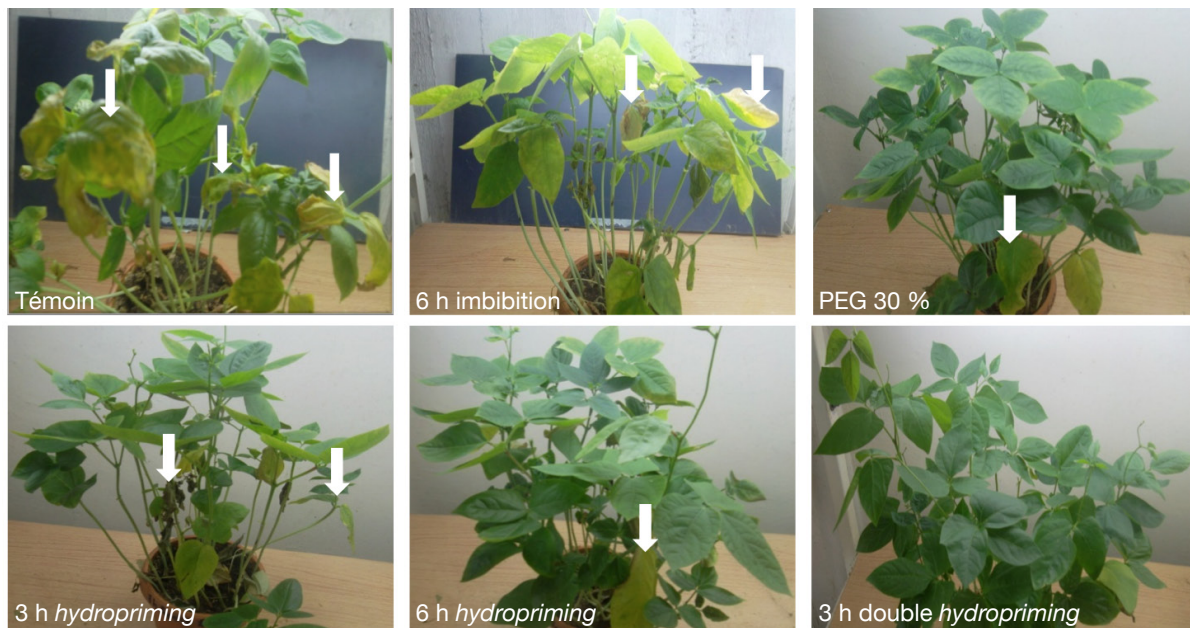 Témoin
6 h imbibition
PEG 30 %
3 h hydropriming
6 h hydropriming
3 h double hydropriming